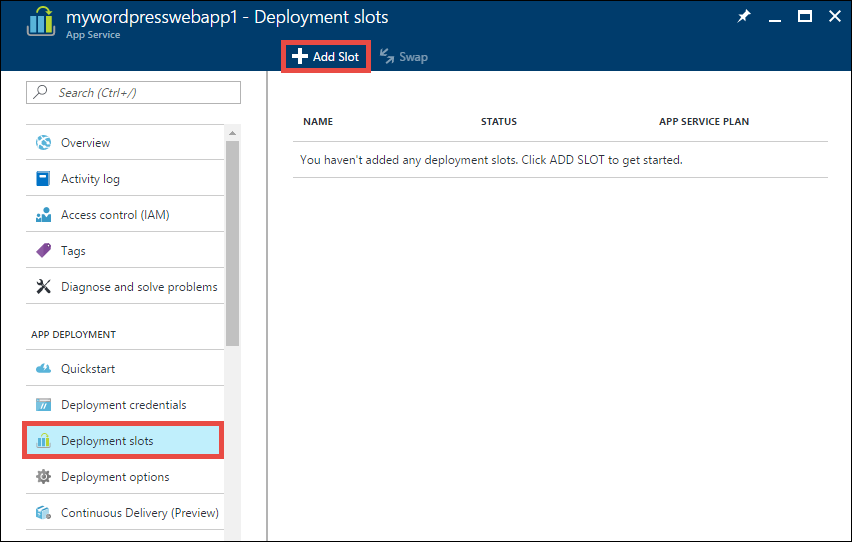 mywordpresswebapp1 - Deployment slots
App Service
Add Slot
Swap
Search (Ctrl+/)
Overview
Activity log
Access control (IAM)
Tags
Diagnose and solve problems
APP DEPLOYMENT
Quickstart
Deployment credentials
Deployment slots
Deployment options
Continuous Delivery (Preview)
NAME STATUS APP SERVICE PLAN
You haven't added any deployment slots. Click ADD SLOT to get started.